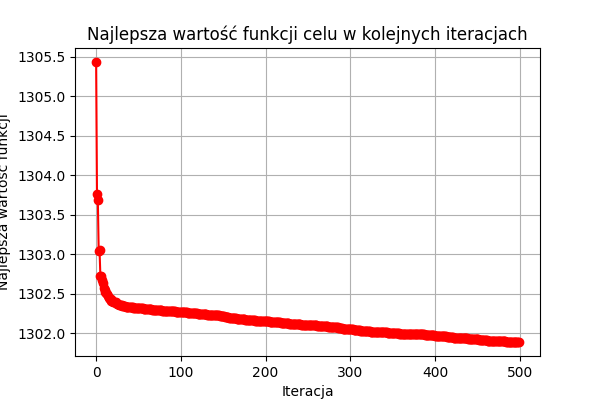 Najlepsza wartość funkcji celu w kolejnych iteracjach
1305.5
1305.0
1304.5
1304.0
1303.5
1303.0
1302.5
1302.0
Najlepsza wartość funkcji
0 100 200 300 400 500
Iteracja